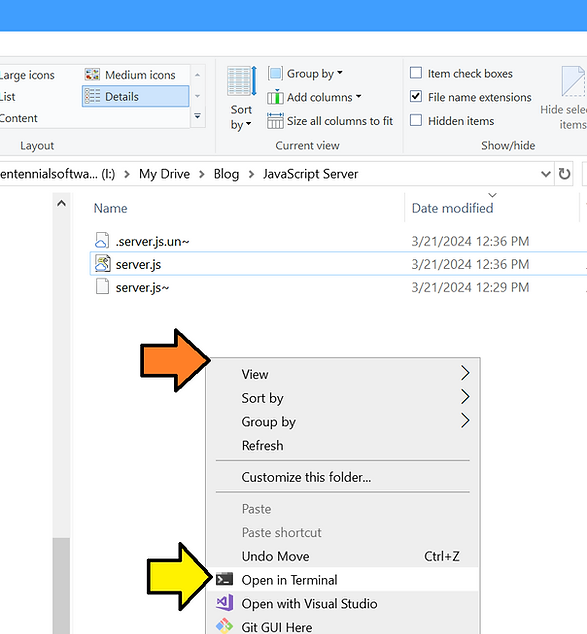 Large icons
Medium icons
List
Details
Content
Layout
Sort by
Group by
Add columns
Size all columns to fit
Current view
Item check boxes
File name extensions
Hidden items
Hide sele
items
Show/hide
entennialsoftwa... (I:) > My Drive > Blog > JavaScript Server
Name Date modified
.server.js.un~ 3/21/2024 12:36 PM
server.js 3/21/2024 12:36 PM
server.js~ 3/21/2024 12:29 PM
View
Sort by
Group by
Refresh
Customize this folder...
Paste
Paste shortcut
Undo Move Ctrl+Z
Open in Terminal
Open with Visual Studio
Git GUI Here